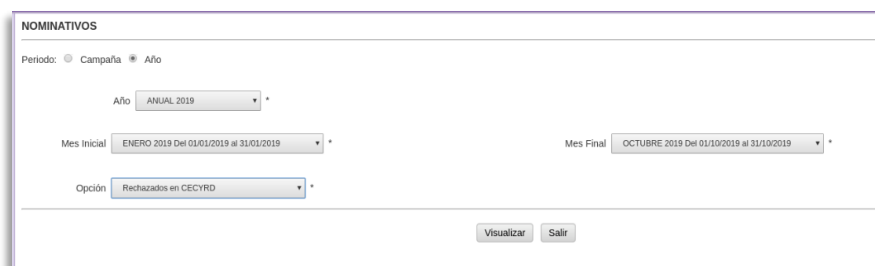 NOMINATIVOS
Periodo: Campaña Año
Año ANUAL 2019 *
Mes Inicial ENERO 2019 Del 01/01/2019 al 31/01/2019 * Mes Final OCTUBRE 2019 Del 01/10/2019 al 31/10/2019 *
Opción Rechazados en CECYRD *
Visualizar Salir